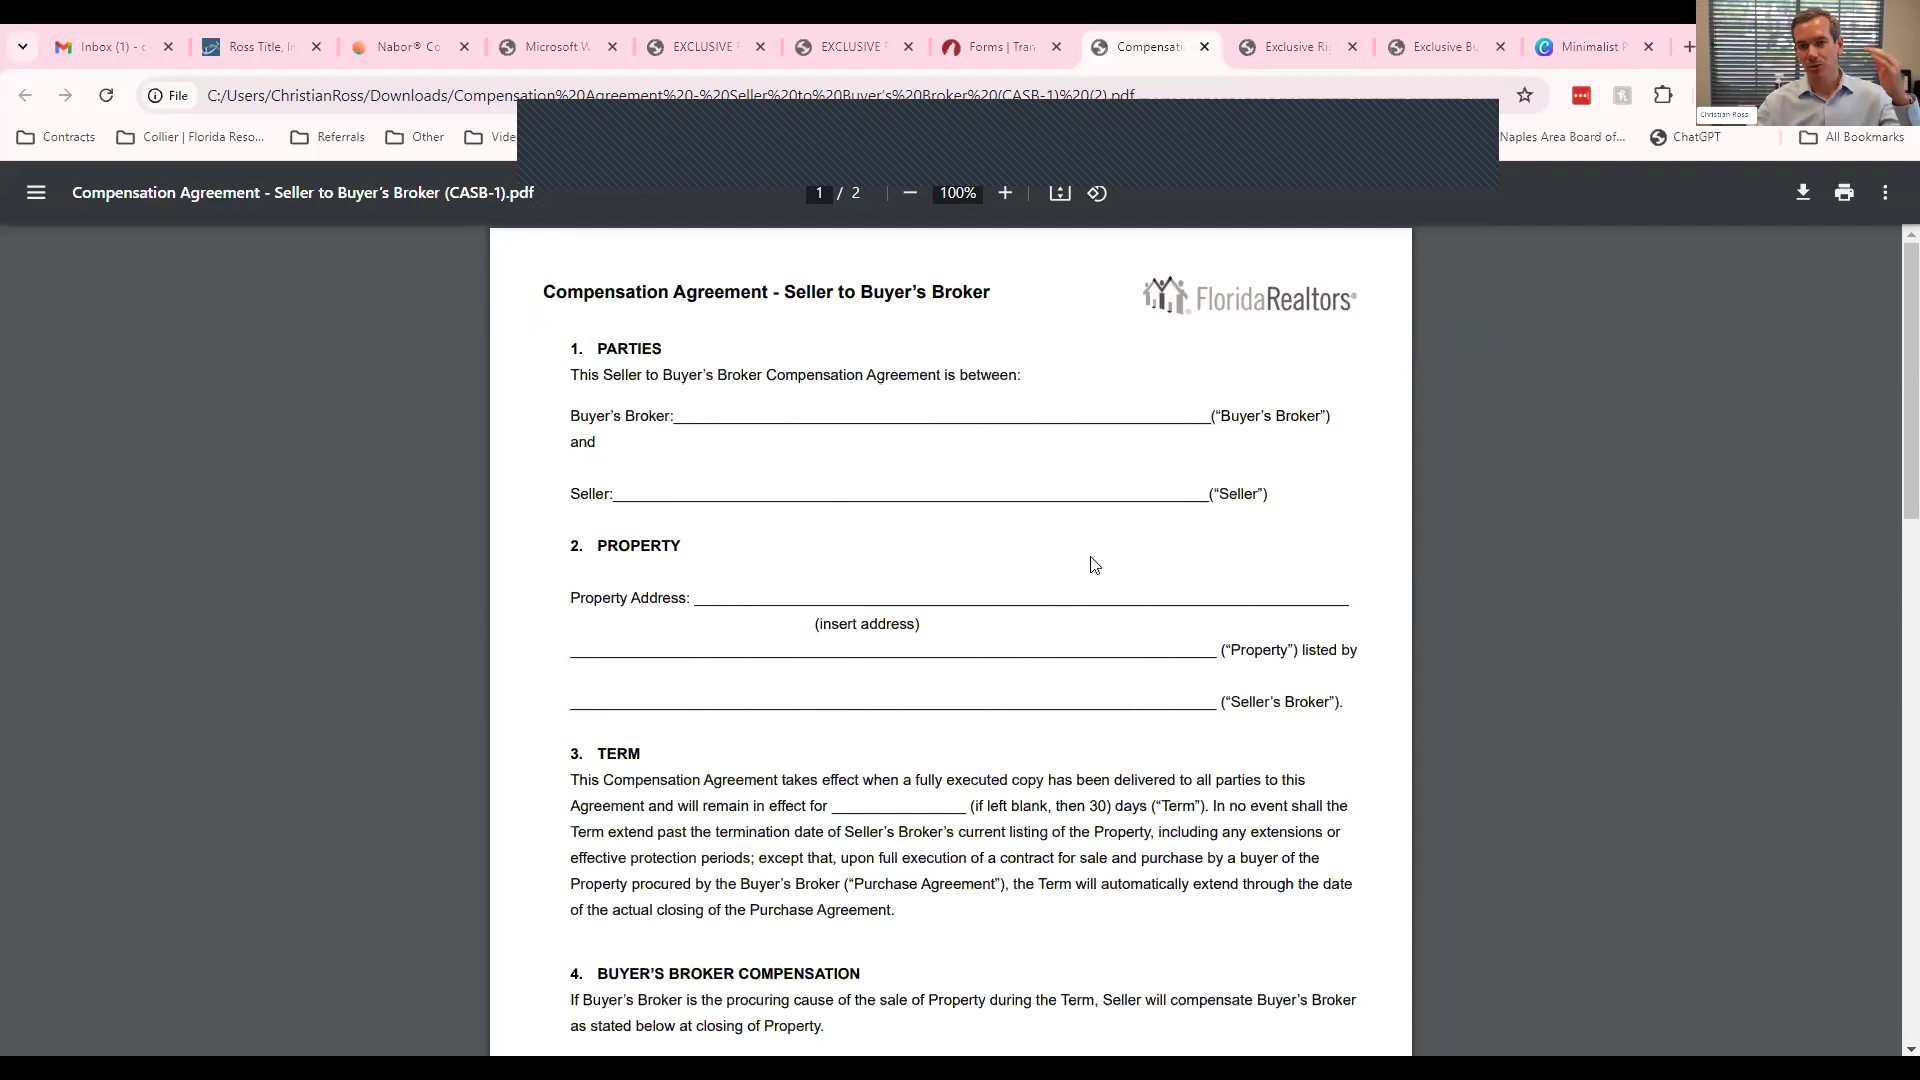 Inbox (1) - c
Ross Title, In
Nabor® Co
Microsoft W
EXCLUSIVE
EXCLUSIVE
Forms | Tran
Compensati
Exclusive Ri
Exclusive Bu
Minimalist
File
C:/Users/ChristianRoss/Downloads/Compensation%20Agreement%20-%20Seller%20to%20Buyer's%20Broker%20(CASB-1)%20(2).pdf
Christian Ross
Contracts
Collier | Florida Reso...
Referrals
Other
Vide
Naples Area Board of...
ChatGPT
All Bookmarks
Compensation Agreement - Seller to Buyer's Broker (CASB-1).pdf
1 / 2
100%
Compensation Agreement - Seller to Buyer’s Broker
FloridaRealtors®
1. PARTIES
This Seller to Buyer’s Broker Compensation Agreement is between:
Buyer’s Broker:________________(“Buyer’s Broker”)
and
Seller:________________(“Seller”)
2. PROPERTY
Property Address: ________________
(insert address)
________________ (“Property”) listed by
________________ (“Seller’s Broker”).
3. TERM
This Compensation Agreement takes effect when a fully executed copy has been delivered to all parties to this
Agreement and will remain in effect for ________________ (if left blank, then 30) days (“Term”). In no event shall the
Term extend past the termination date of Seller’s Broker’s current listing of the Property, including any extensions or
effective protection periods; except that, upon full execution of a contract for sale and purchase by a buyer of the
Property procured by the Buyer’s Broker (“Purchase Agreement”), the Term will automatically extend through the date
of the actual closing of the Purchase Agreement.
4. BUYER’S BROKER COMPENSATION
If Buyer’s Broker is the procuring cause of the sale of Property during the Term, Seller will compensate Buyer’s Broker
as stated below at closing of Property.